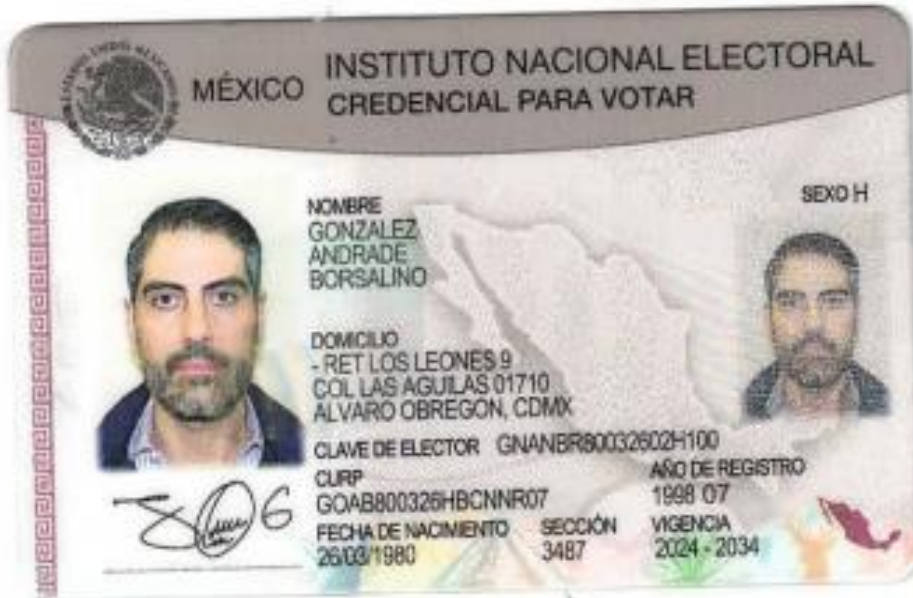 MÉXICO
INSTITUTO NACIONAL ELECTORAL
CREDENCIAL PARA VOTAR
NOMBRE
GONZALEZ
ANDRADE
BORSALINO
SEXO H
DOMICILIO
- RET LOS LEONES 9
COL LAS AGUILAS 01710
ALVARO OBREGON, CDMX
CLAVE DE ELECTOR GNANBR80032602H100
CURP
GOAB800326HBCNNR07
AÑO DE REGISTRO
1998 07
FECHA DE NACIMIENTO
26/03/1980
SECCIÓN
3487
VIGENCIA
2024 - 2034